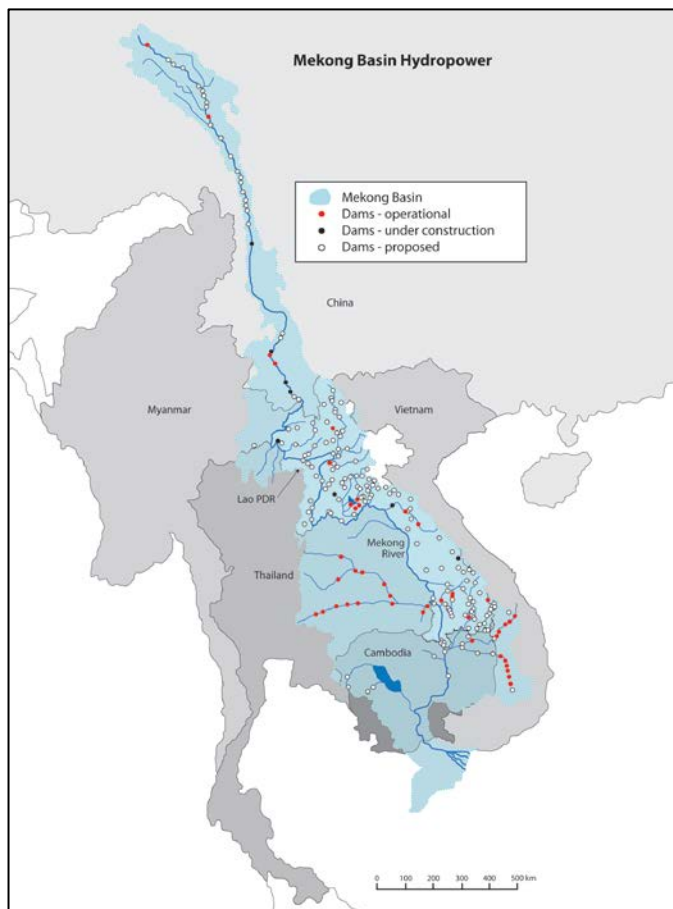 Mekong Basin Hydropower
Mekong Basin
Dams - operational
Dams - under construction
Dams - proposed
China
Myanmar
Vietnam
Lao PDR
Mekong
River
Thailand
Cambodia
0 100 200 300 400 500 km